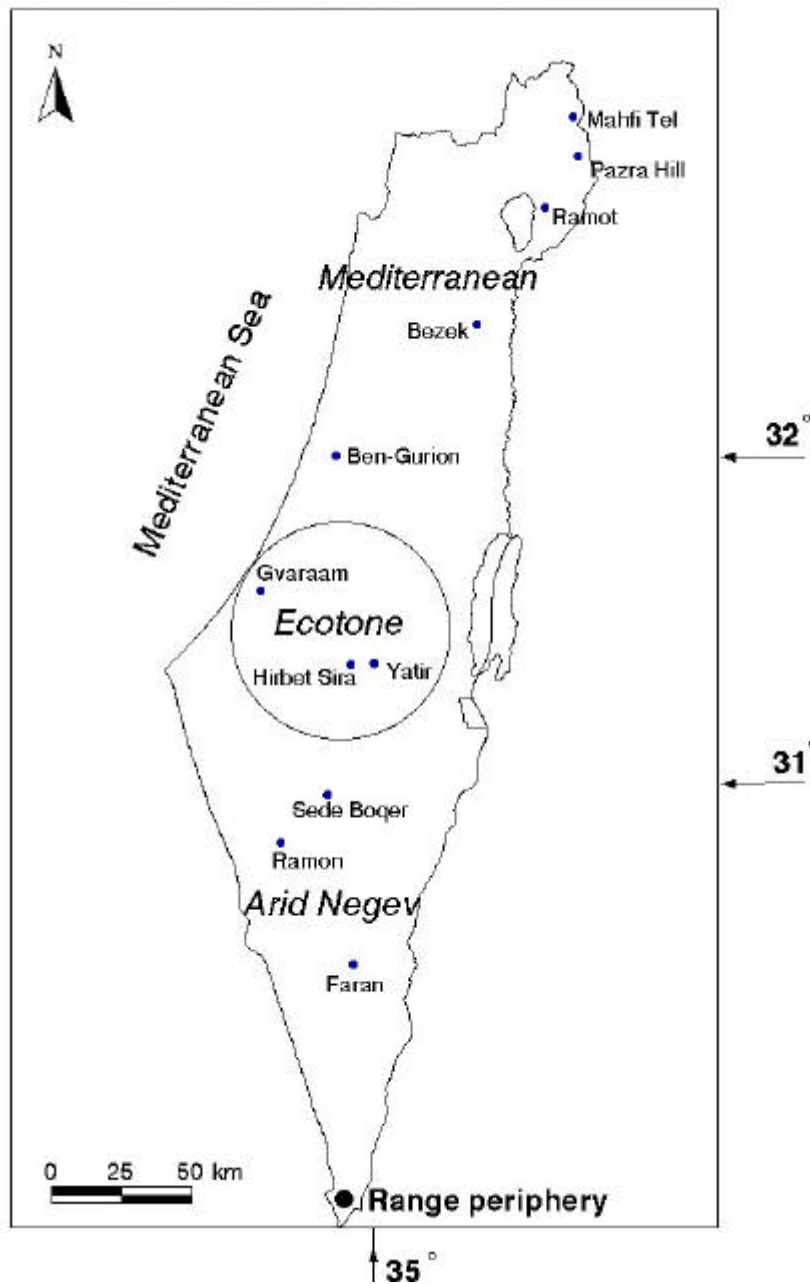 N
Mahfi Tel
Pazra Hill
Ramot
Mediterranean
Bezek
Mediterranean Sea
32°
Ben-Gurion
Gvaraam
Ecotone
Hirbet Sira
Yatir
31°
Sede Boqer
Ramon
Arid Negev
Faran
0 25 50 km
Range periphery
35°